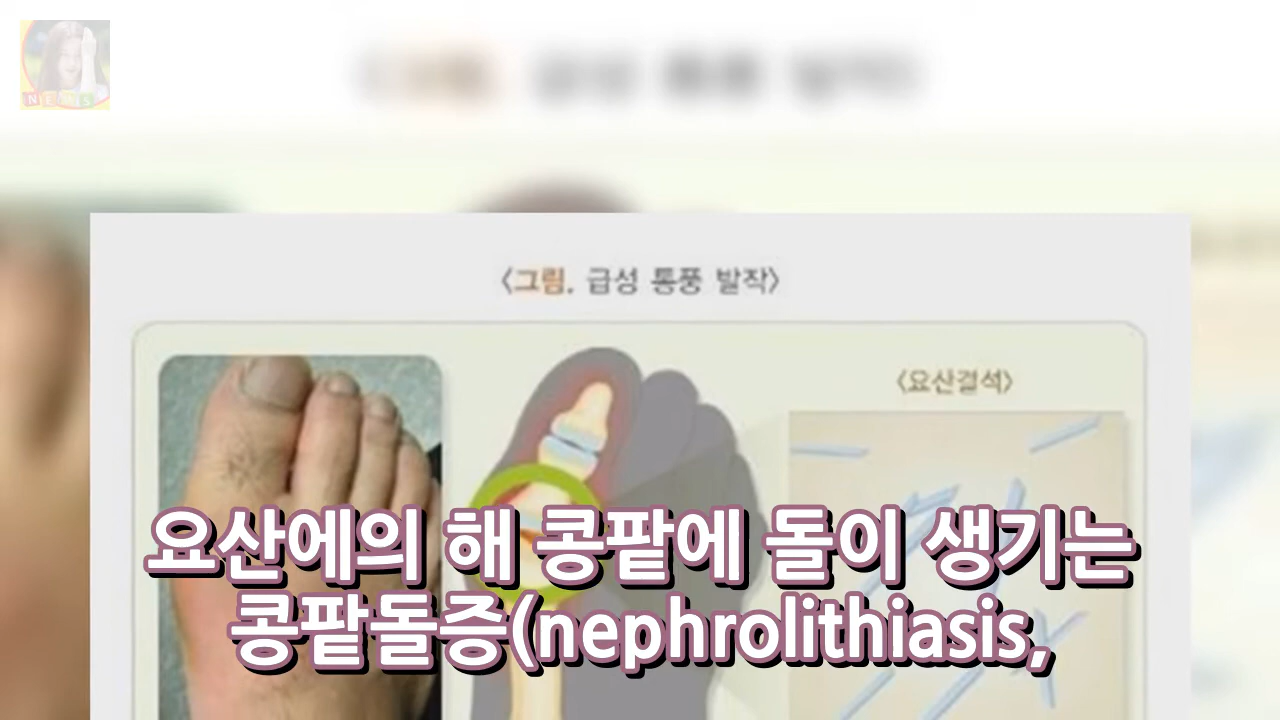 NEMIS
<그림. 급성 통풍 발작>
<요산결석>
요산에의 해 콩팥에 돌이 생기는
콩팥돌증(nephrolithiasis,